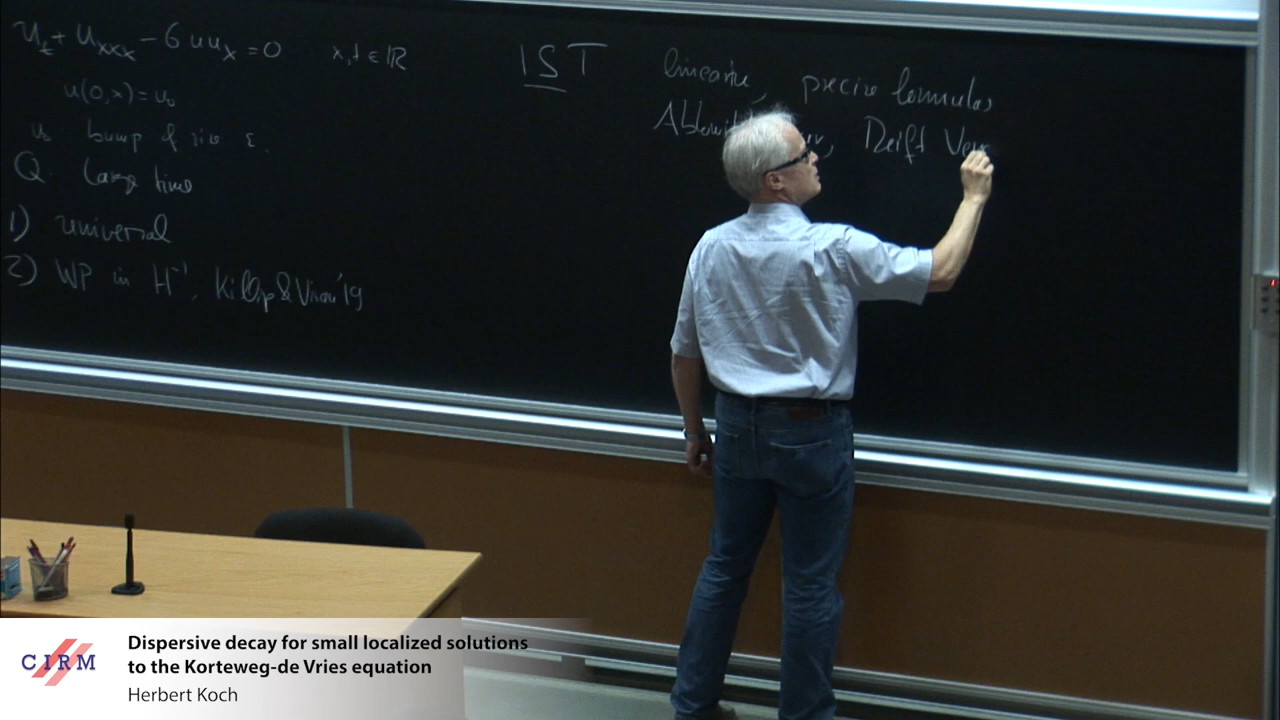 u_t + u_xxx - 6 u u_x = 0    x,t ∈ ℝ
u(0,x) = u_0
u_0 bump of size ε.
Q. Large time
1) universal
2) WP in H^-1, Killip & Visan '19
IST
linearize, precise formulas
Deift
CIRM
Dispersive decay for small localized solutions
to the Korteweg-de Vries equation
Herbert Koch